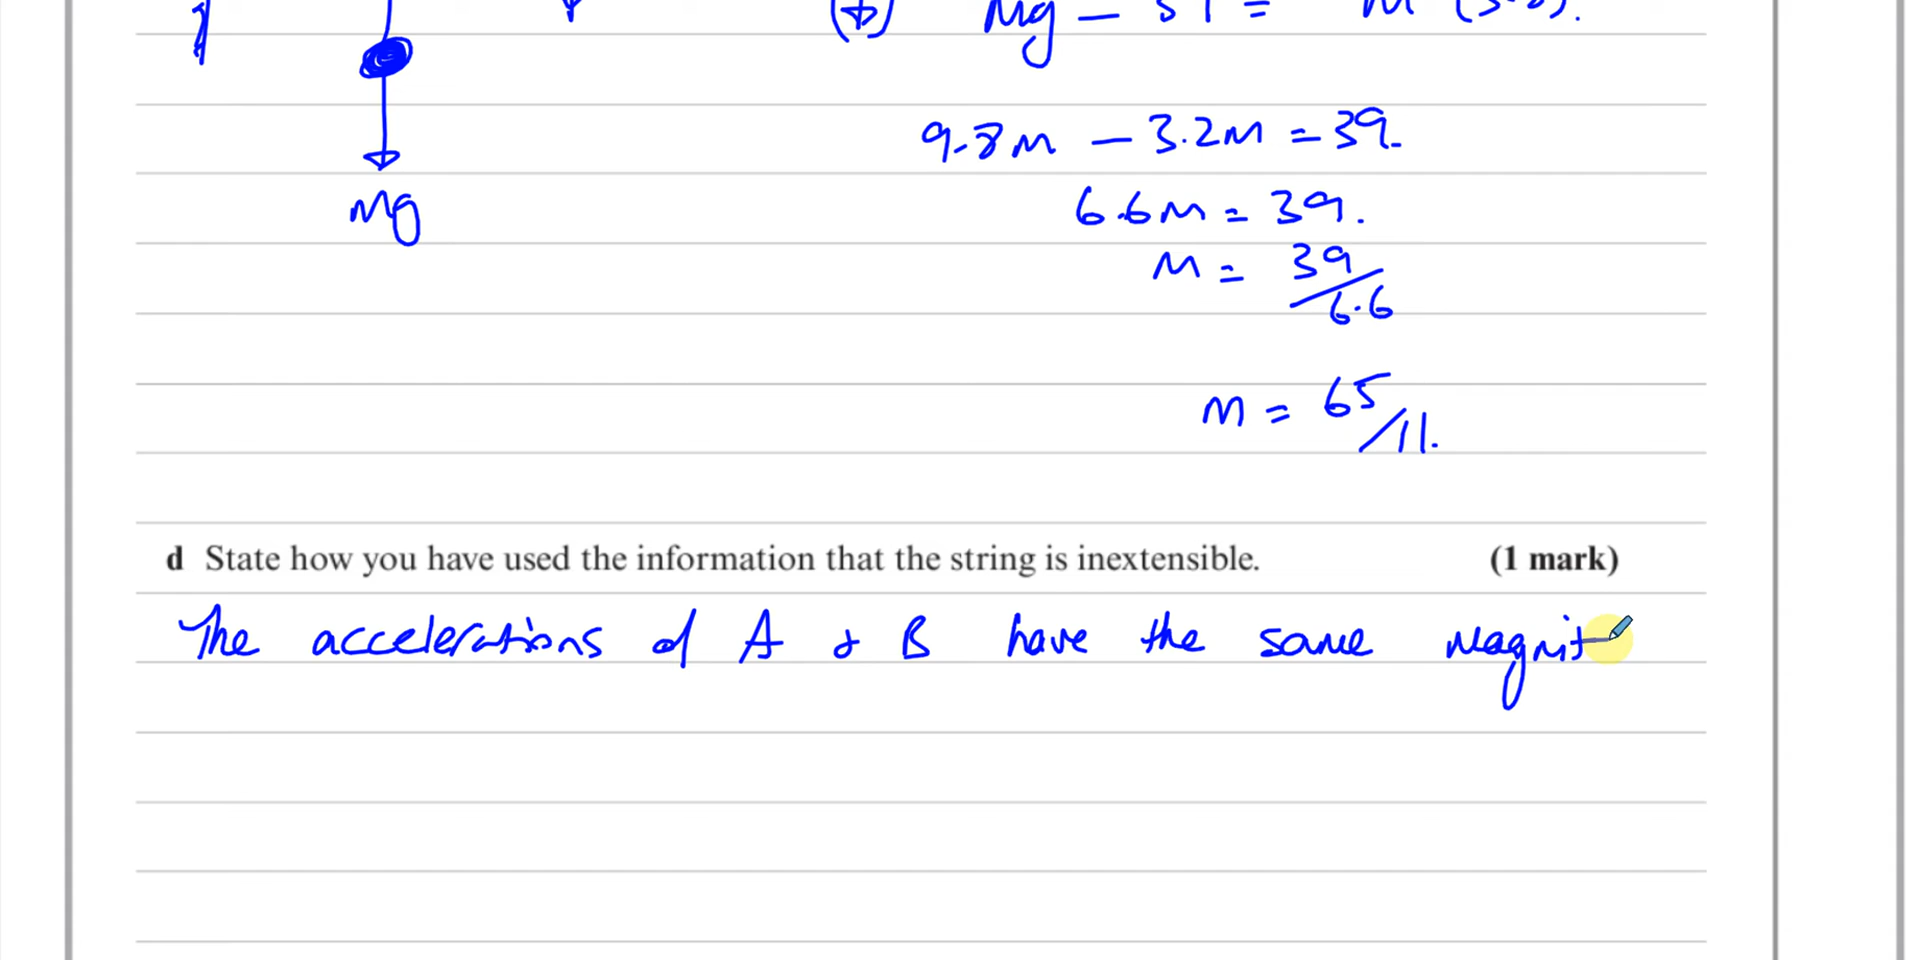 Mg -
9.8m - 3.2m = 39.
Mg
6.6m = 39.
m = 39/6.6
m = 65/11.
d State how you have used the information that the string is inextensible. (1 mark)
The accelerations of A & B have the same magnit